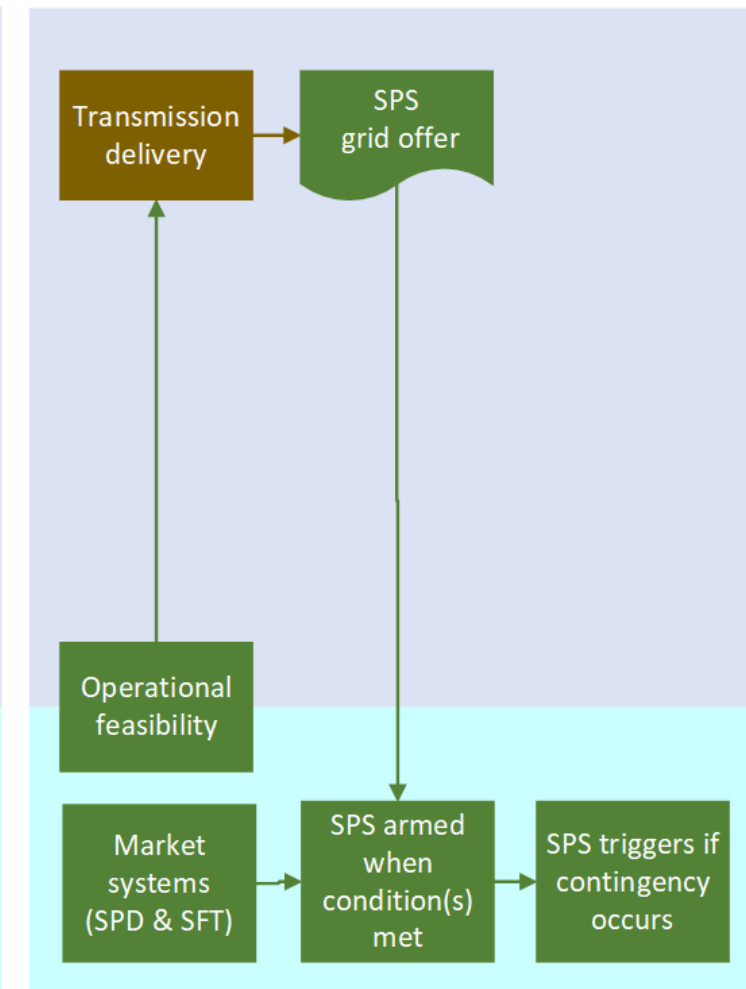 Transmission
delivery
SPS
grid offer
Operational
feasibility
Market
systems
(SPD & SFT)
SPS armed
when
condition(s)
met
SPS triggers if
contingency
occurs